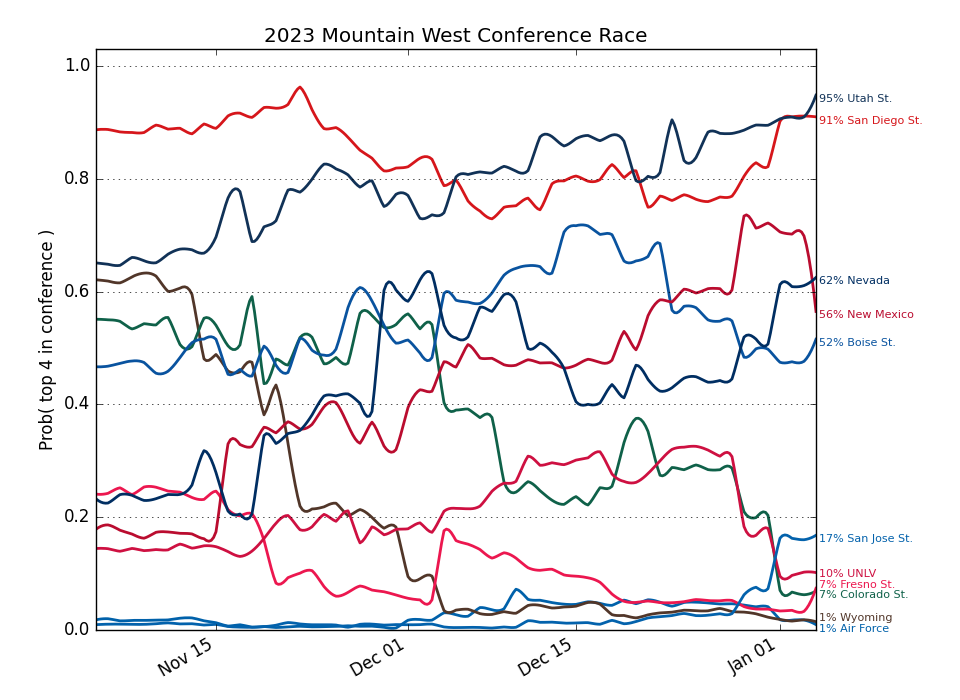 2023 Mountain West Conference Race
1.0
0.8
0.6
0.4
0.2
0.0
Prob( top 4 in conference )
Nov 15
Dec 01
Dec 15
Jan 01
95% Utah St.
91% San Diego St.
62% Nevada
56% New Mexico
52% Boise St.
17% San Jose St.
10% UNLV
7% Fresno St.
7% Colorado St.
1% Wyoming
1% Air Force